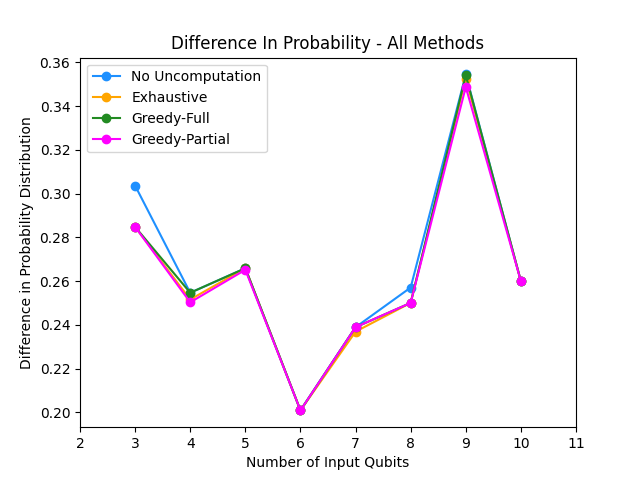 Difference In Probability - All Methods
No Uncomputation
Exhaustive
Greedy-Full
Greedy-Partial
Difference in Probability Distribution
0.36
0.34
0.32
0.30
0.28
0.26
0.24
0.22
0.20
2 3 4 5 6 7 8 9 10 11
Number of Input Qubits